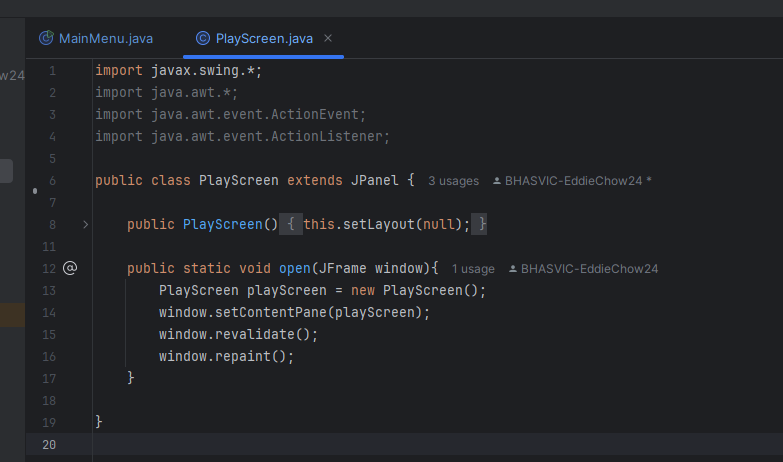 MainMenu.java PlayScreen.java
w24
1 import javax.swing.*;
2 import java.awt.*;
3 import java.awt.event.ActionEvent;
4 import java.awt.event.ActionListener;
5
6 public class PlayScreen extends JPanel { 3 usages BHASVIC-EddieChow24 *
7
8 public PlayScreen() { this.setLayout(null); }
11
12 @ public static void open(JFrame window){ 1 usage BHASVIC-EddieChow24
13 PlayScreen playScreen = new PlayScreen();
14 window.setContentPane(playScreen);
15 window.revalidate();
16 window.repaint();
17 }
18
19 }
20